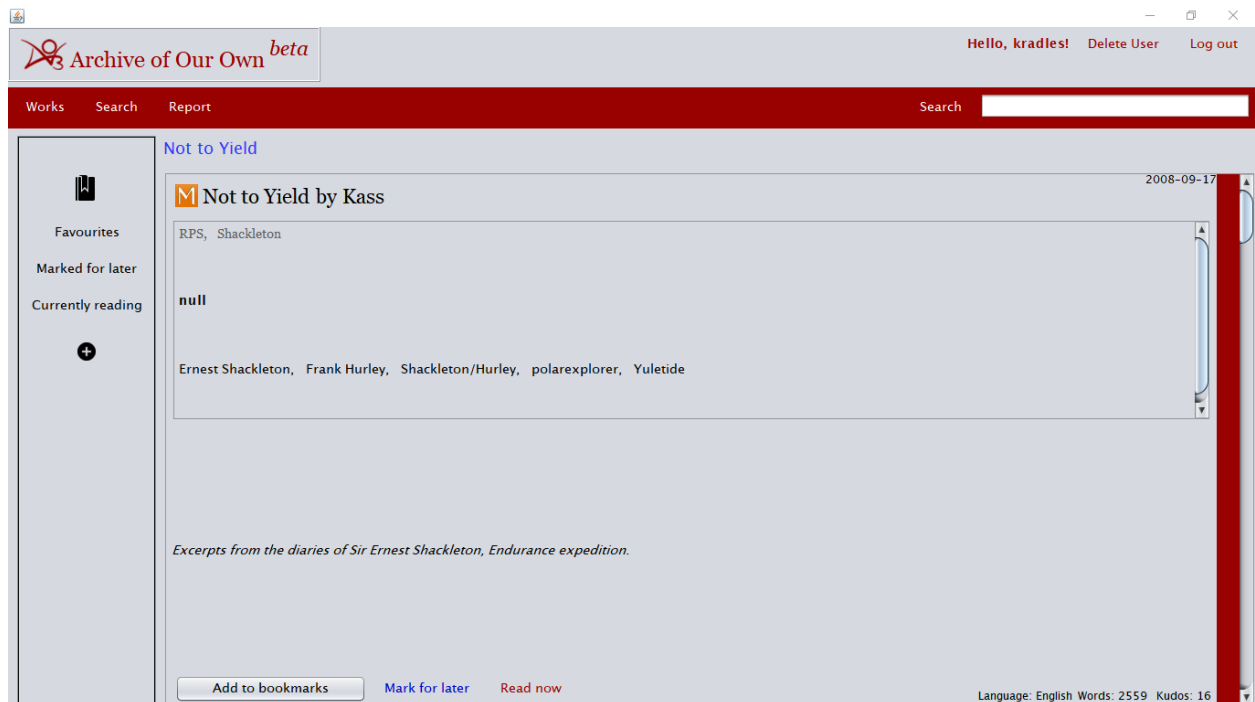 Archive of Our Own beta
Hello, kradles! Delete User Log out
Works Search Report Search
Not to Yield
2008-09-17
M Not to Yield by Kass
Favourites
RPS, Shackleton
Marked for later
Currently reading
null
Ernest Shackleton, Frank Hurley, Shackleton/Hurley, polarexplorer, Yuletide
Excerpts from the diaries of Sir Ernest Shackleton, Endurance expedition.
Add to bookmarks Mark for later Read now
Language: English Words: 2559 Kudos: 16